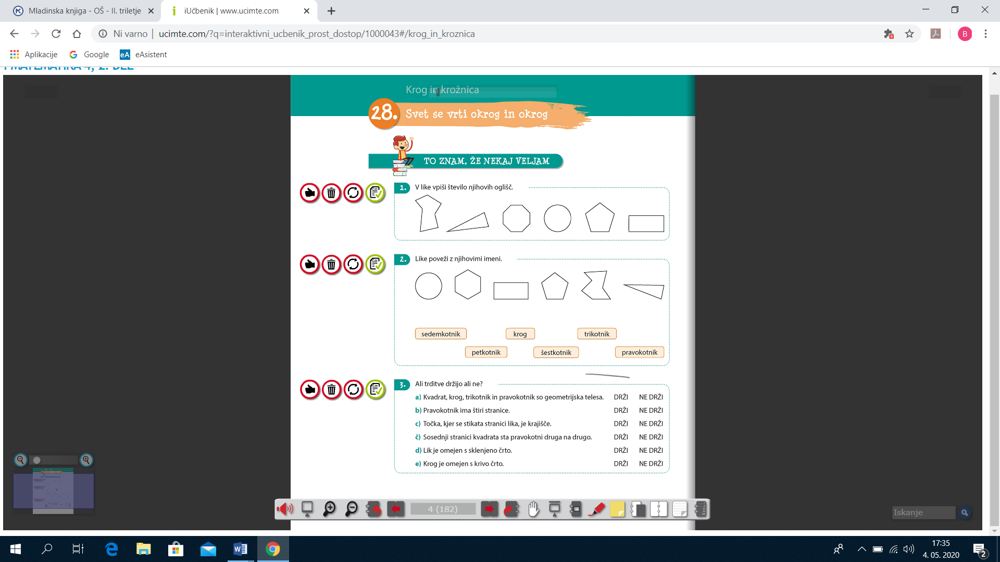 Mladinska knjiga - OŠ - II. triletje
iUčbenik | www.ucimte.com
Ni varno
ucimte.com/?q=interaktivni_ucbenik_prost_dostop/1000043#/krog_in_kroznica
B
Aplikacije
Google
eA eAsistent
Krog in krožnica
28. Svet se vrti okrog in okrog
TO ZNAM, ŽE NEKAJ VELJAM
1. V like vpiši število njihovih oglišč.
2. Like poveži z njihovimi imeni.
sedemkotnik krog trikotnik
petkotnik šestkotnik pravokotnik
3. Ali trditve držijo ali ne?
a) Kvadrat, krog, trikotnik in pravokotnik so geometrijska telesa. DRŽI NE DRŽI
b) Pravokotnik ima štiri stranice. DRŽI NE DRŽI
c) Točka, kjer se stikata stranici lika, je krajišče. DRŽI NE DRŽI
č) Sosednji stranici kvadrata sta pravokotni druga na drugo. DRŽI NE DRŽI
d) Lik je omejen s sklenjeno črto. DRŽI NE DRŽI
e) Krog je omejen s krivo črto. DRŽI NE DRŽI
4 (182)
Iskanje
17:35
4. 05. 2020
2